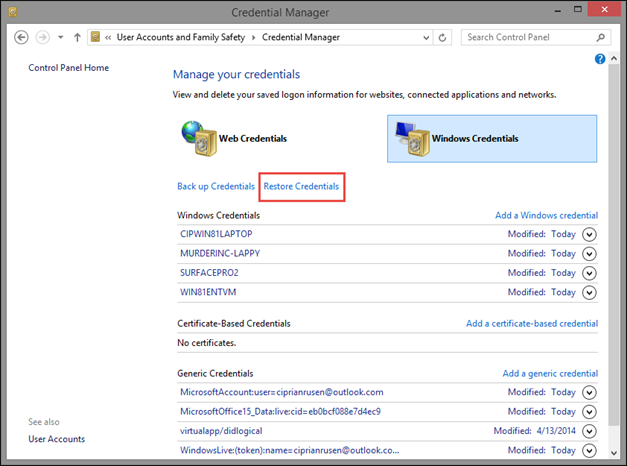 Credential Manager
« User Accounts and Family Safety Credential Manager
Search Control Panel
Control Panel Home
Manage your credentials
View and delete your saved logon information for websites, connected applications and networks.
Web Credentials
Windows Credentials
Back up Credentials Restore Credentials
Windows Credentials Add a Windows credential
CIPWIN81LAPTOP Modified: Today
MURDERINC-LAPPY Modified: Today
SURFACEPRO2 Modified: Today
WIN81ENTVM Modified: Today
Certificate-Based Credentials Add a certificate-based credential
No certificates.
Generic Credentials Add a generic credential
MicrosoftAccount:user=ciprianrusen@outlook.com Modified: Today
MicrosoftOffice15_Data:live:cid=eb0bcf088e7d4ec9 Modified: Today
virtualapp/didlogical Modified: 4/13/2014
WindowsLive:(token):name=ciprianrusen@outlook.co... Modified: Today
See also
User Accounts